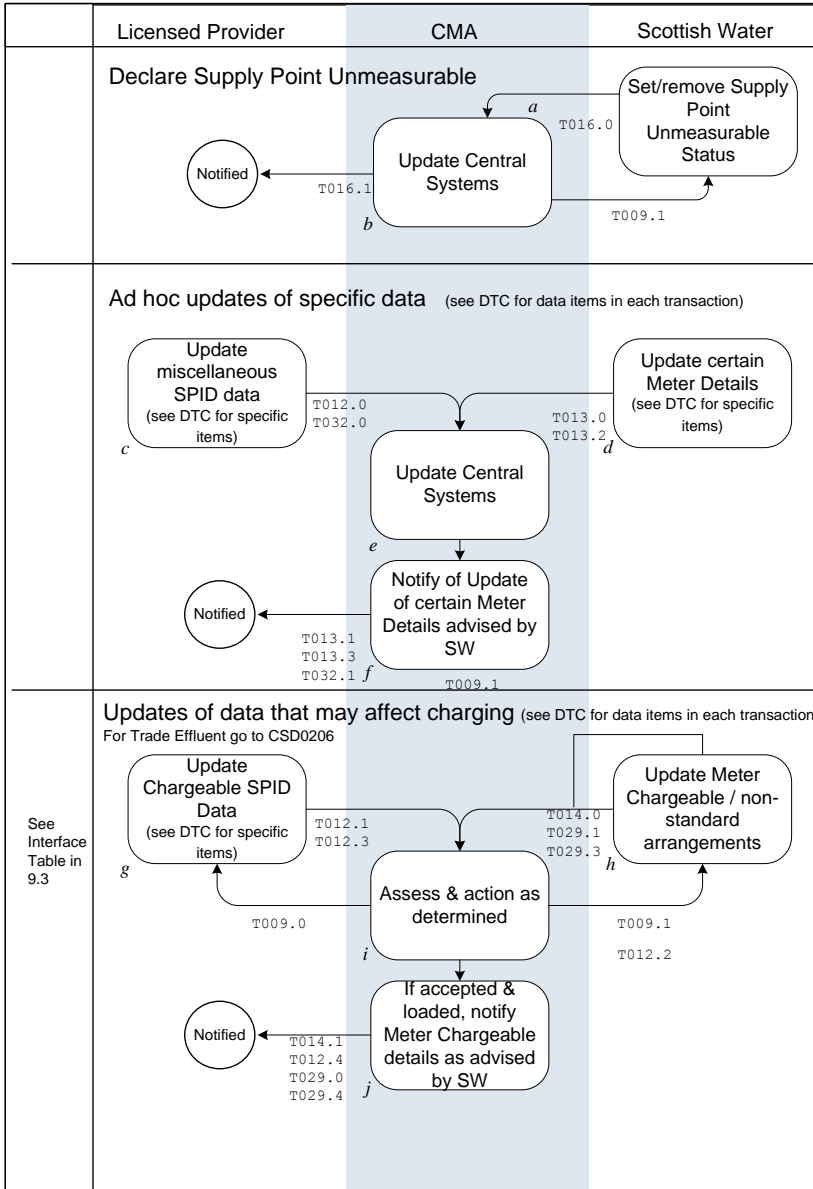 Licensed Provider
CMA
Scottish Water
Declare Supply Point Unmeasurable
Set/remove Supply
Point
Unmeasurable
Status
a
T016.0
Update Central
Systems
Notified
T016.1
T009.1
b
Ad hoc updates of specific data (see DTC for data items in each transaction)
Update
miscellaneous
SPID data
(see DTC for specific
items)
c
T012.0
T032.0
Update certain
Meter Details
(see DTC for specific
items)
T013.0
T013.2
d
Update Central
Systems
e
Notify of Update
of certain Meter
Details advised by
SW
Notified
T013.1
T013.3
T032.1
f
T009.1
Updates of data that may affect charging (see DTC for data items in each transaction
For Trade Effluent go to CSD0206
See
Interface
Table in
9.3
Update
Chargeable SPID
Data
(see DTC for specific
items)
g
T012.1
T012.3
Update Meter
Chargeable / non-
standard
arrangements
T014.0
T029.1
T029.3
h
Assess & action as
determined
T009.0
T009.1
T012.2
i
If accepted &
loaded, notify
Meter Chargeable
details as advised
by SW
Notified
T014.1
T012.4
T029.0
T029.4
j